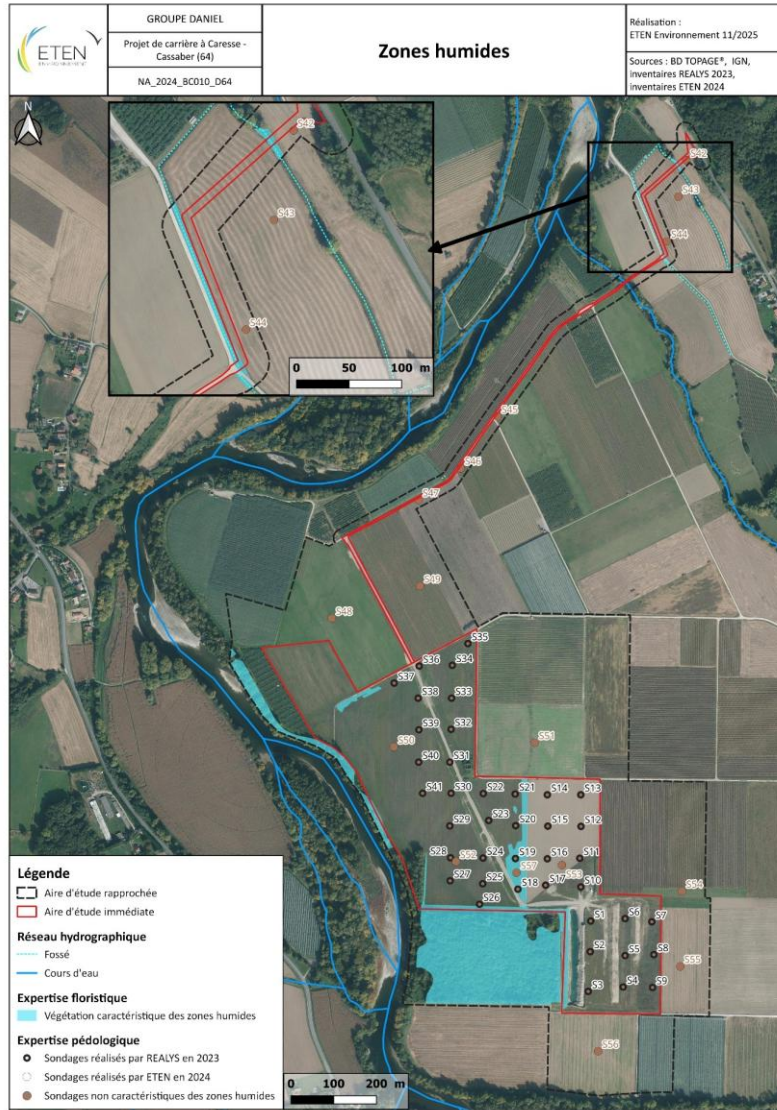 ETEN
ENVIRONNEMENT
GROUPE DANIEL
Projet de carrière à Caresse -
Cassaber (64)
NA_2024_BC010_D64
Zones humides
Réalisation :
ETEN Environnement 11/2025
Sources : BD TOPAGE®, IGN,
inventaires REALYS 2023,
inventaires ETEN 2024
N
S42
S43
S44
0 50 100 m
S42
S43
S44
S45
S46
S47
S49
S48
S35
S36
S34
S37
S38
S33
S39
S32
S50
S51
S40
S31
S41
S30
S22
S21
S14
S13
S23
S29
S20
S15
S12
S28
S52
S24
S19
S16
S11
S57
S53
S27
S25
S18
S17
S10
S54
S26
S1
S6
S7
S2
S5
S8
S55
S3
S4
S9
S56
Légende
Aire d'étude rapprochée
Aire d'étude immédiate
Réseau hydrographique
Fossé
Cours d'eau
Expertise floristique
Végétation caractéristique des zones humides
Expertise pédologique
Sondages réalisés par REALYS en 2023
Sondages réalisés par ETEN en 2024
Sondages non caractéristiques des zones humides
0 100 200 m